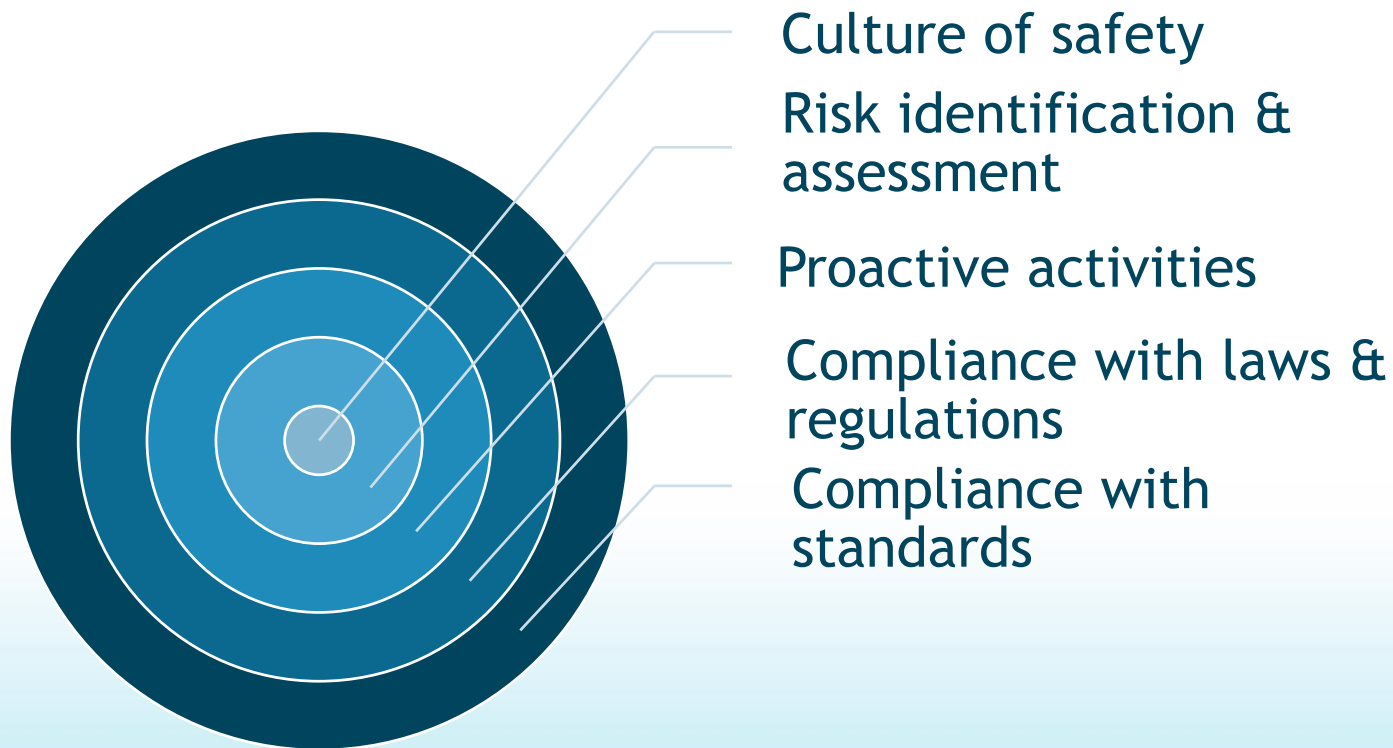 Culture of safety
Risk identification &
assessment
Proactive activities
Compliance with laws &
regulations
Compliance with
standards